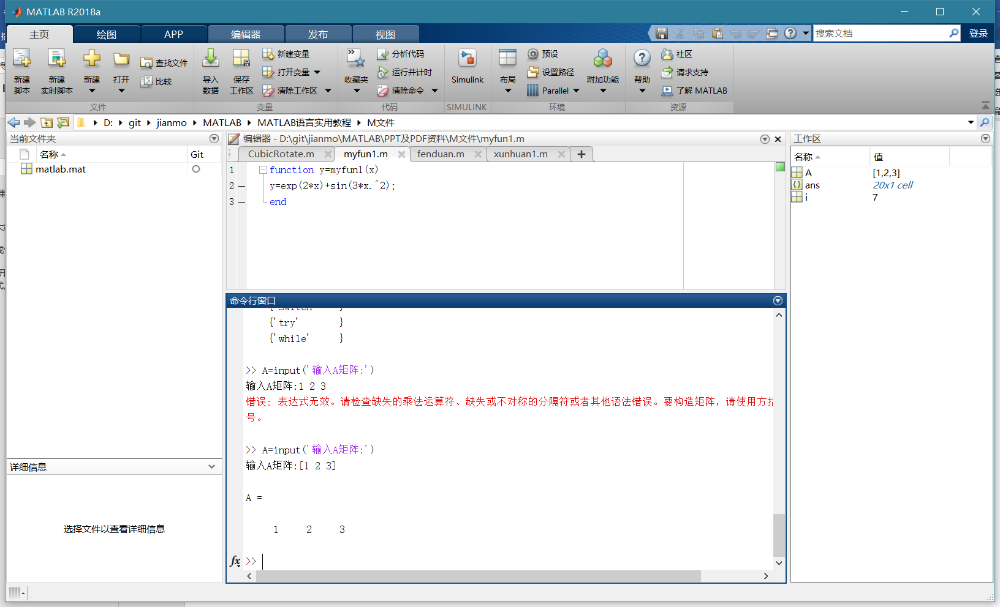 MATLAB R2018a
主页 绘图 APP 编辑器 发布 视图 搜索文档 登录
新建脚本 新建实时脚本 新建 打开 查找文件 比较
导入数据 保存工作区 新建变量 打开变量 清除工作区
收藏夹 分析代码 运行并计时 清除命令
Simulink
布局 预设 设置路径 Parallel 附加功能
帮助 社区 请求支持 了解 MATLAB
文件 变量 代码 SIMULINK 环境 资源
D: git jianmo MATLAB MATLAB语言实用教程 M文件
当前文件夹
名称 Git
matlab.mat
详细信息
选择文件以查看详细信息
编辑器 - D:\git\jianmo\MATLAB\PPT及PDF资料\M文件\myfun1.m
CubicRotate.m myfun1.m fenduan.m xunhuan1.m
1 function y=myfun1(x)
2 y=exp(2*x)+sin(3*x.^2);
3 end
命令行窗口
{'switch' }
{'try' }
{'while' }
>> A=input('输入A矩阵:')
输入A矩阵:1 2 3
错误: 表达式无效。请检查缺失的乘法运算符、缺失或不对称的分隔符或者其他语法错误。要构造矩阵，请使用方括
号。
>> A=input('输入A矩阵:')
输入A矩阵:[1 2 3]
A =
1 2 3
fx >>
工作区
名称 值
A [1,2,3]
ans 20x1 cell
i 7